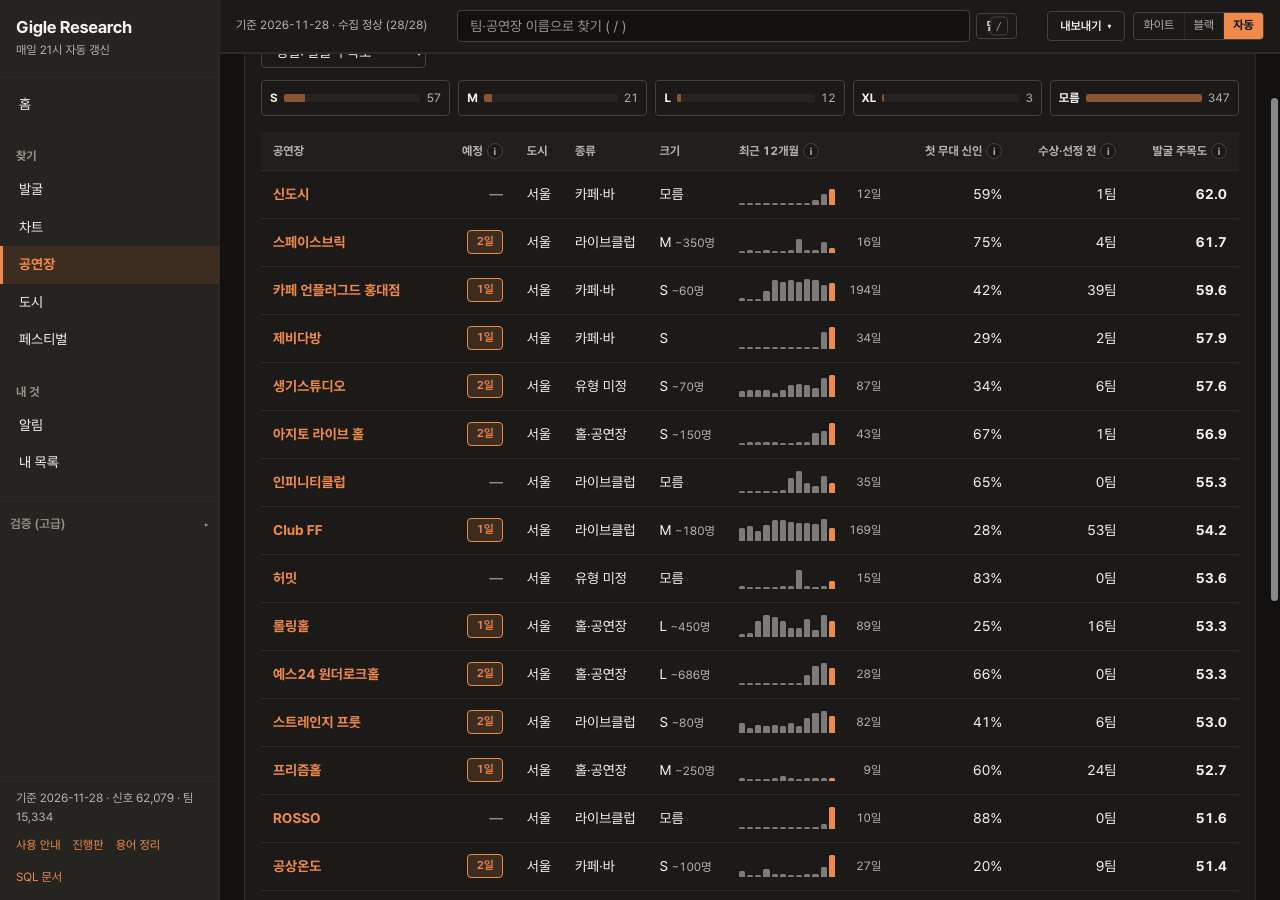 Gigle Research
매일 21시 자동 갱신
홈
찾기
발굴
차트
공연장
도시
페스티벌
내 것
알림
내 목록
검증 (고급)
기준 2026-11-28 · 신호 62,079 · 팀
15,334
사용 안내 진행판 용어 정리
SQL 문서
기준 2026-11-28 · 수집 정상 (28/28)
팀·공연장 이름으로 찾기 ( / )
/
내보내기
화이트 블랙 자동
S 57
M 21
L 12
XL 3
모름 347
공연장 예정 i 도시 종류 크기 최근 12개월 i 첫 무대 신인 i 수상·선정 전 i 발굴 주목도 i
신도시 — 서울 카페·바 모름 12일 59% 1팀 62.0
스페이스브릭 2일 서울 라이브클럽 M ~350명 16일 75% 4팀 61.7
카페 언플러그드 홍대점 1일 서울 카페·바 S ~60명 194일 42% 39팀 59.6
제비다방 1일 서울 카페·바 S 34일 29% 2팀 57.9
생기스튜디오 2일 서울 유형 미정 S ~70명 87일 34% 6팀 57.6
아지토 라이브 홀 2일 서울 홀·공연장 S ~150명 43일 67% 1팀 56.9
인피니티클럽 — 서울 라이브클럽 모름 35일 65% 0팀 55.3
Club FF 1일 서울 라이브클럽 M ~180명 169일 28% 53팀 54.2
허밋 — 서울 유형 미정 모름 15일 83% 0팀 53.6
롤링홀 1일 서울 홀·공연장 L ~450명 89일 25% 16팀 53.3
예스24 원더로크홀 2일 서울 홀·공연장 L ~686명 28일 66% 0팀 53.3
스트레인지 프룻 2일 서울 라이브클럽 S ~80명 82일 41% 6팀 53.0
프리즘홀 1일 서울 홀·공연장 M ~250명 9일 60% 24팀 52.7
ROSSO — 서울 라이브클럽 모름 10일 88% 0팀 51.6
공상온도 2일 서울 카페·바 S ~100명 27일 20% 9팀 51.4